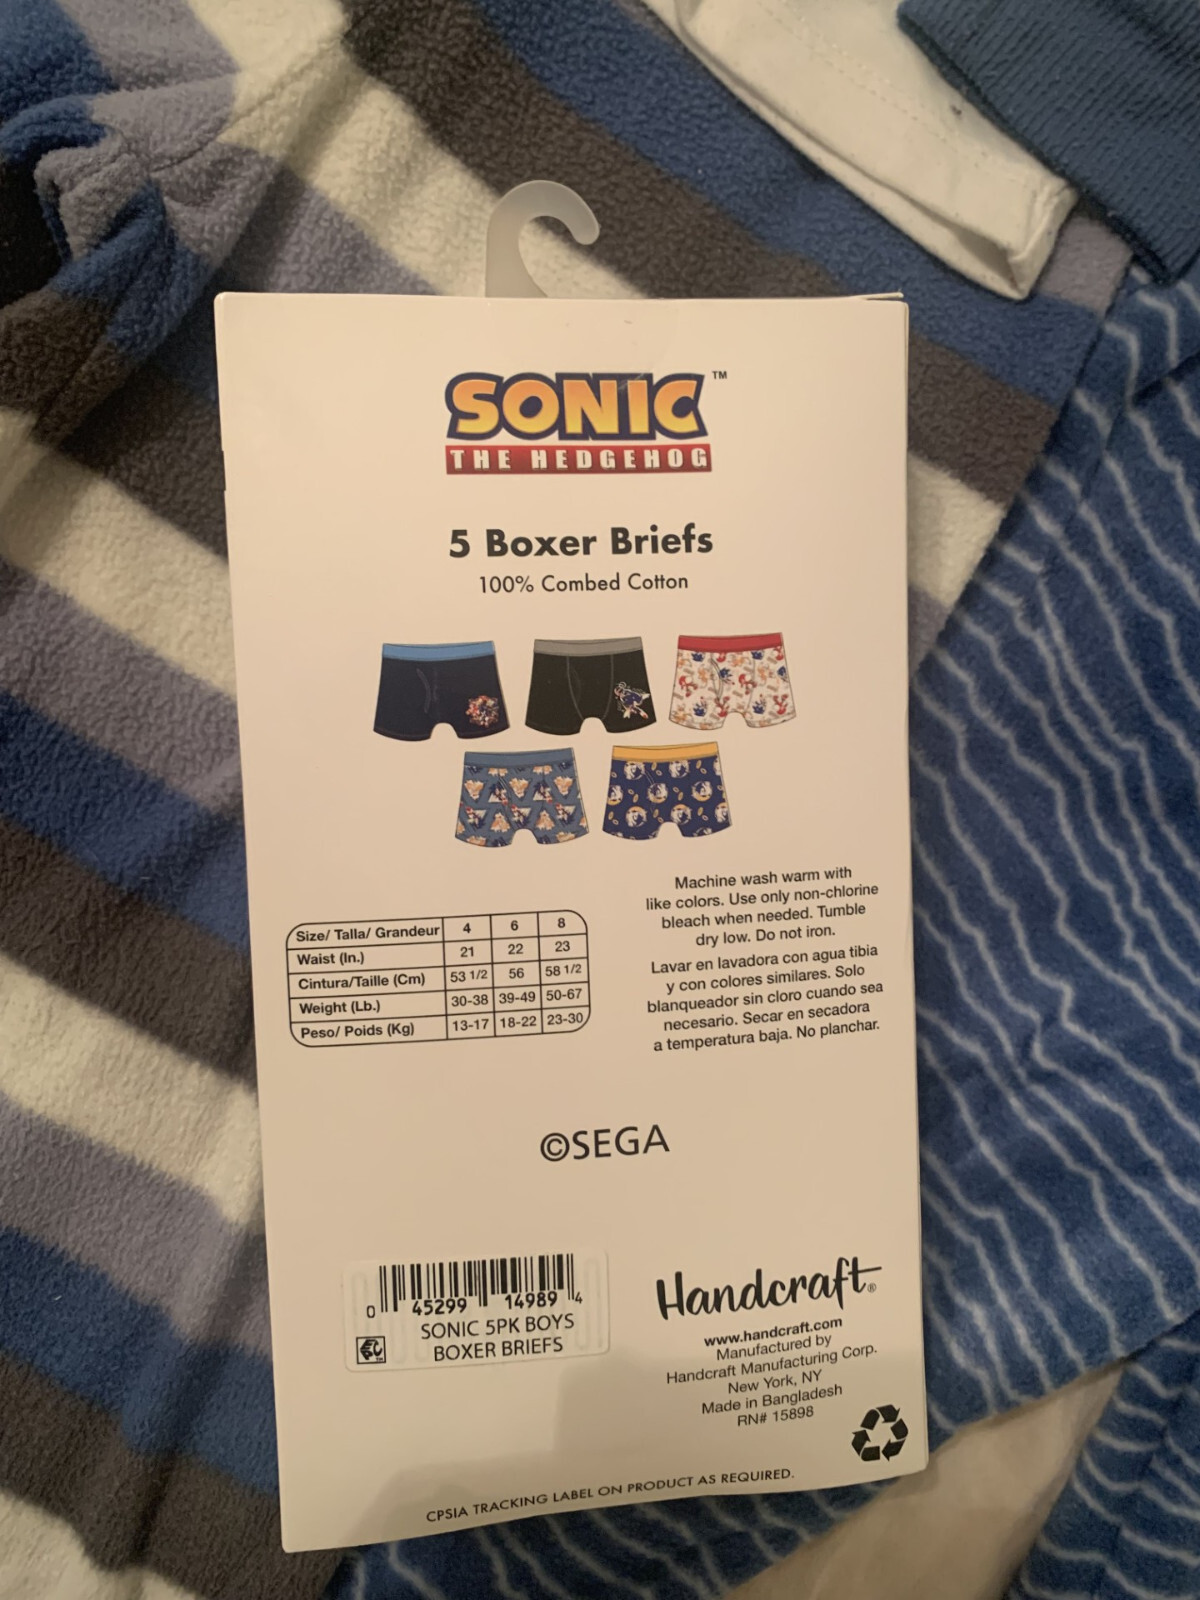 SONIC™
THE HEDGEHOG
5 Boxer Briefs
100% Combed Cotton
Size/ Talla/ Grandeur 4 6 8
Waist (In.) 21 22 23
Cintura/Taille (Cm) 53 1/2 56 58 1/2
Weight (Lb.) 30-38 39-49 50-67
Peso/ Poids (Kg) 13-17 18-22 23-30
Machine wash warm with
like colors. Use only non-chlorine
bleach when needed. Tumble
dry low. Do not iron.
Lavar en lavadora con agua tibia
y con colores similares. Solo
blanqueador sin cloro cuando sea
necesario. Secar en secadora
a temperatura baja. No planchar.
©SEGA
0 45299 14989 4
SONIC 5PK BOYS
BOXER BRIEFS
Handcraft®
www.handcraft.com
Manufactured by
Handcraft Manufacturing Corp.
New York, NY
Made in Bangladesh
RN# 15898
CPSIA TRACKING LABEL ON PRODUCT AS REQUIRED.